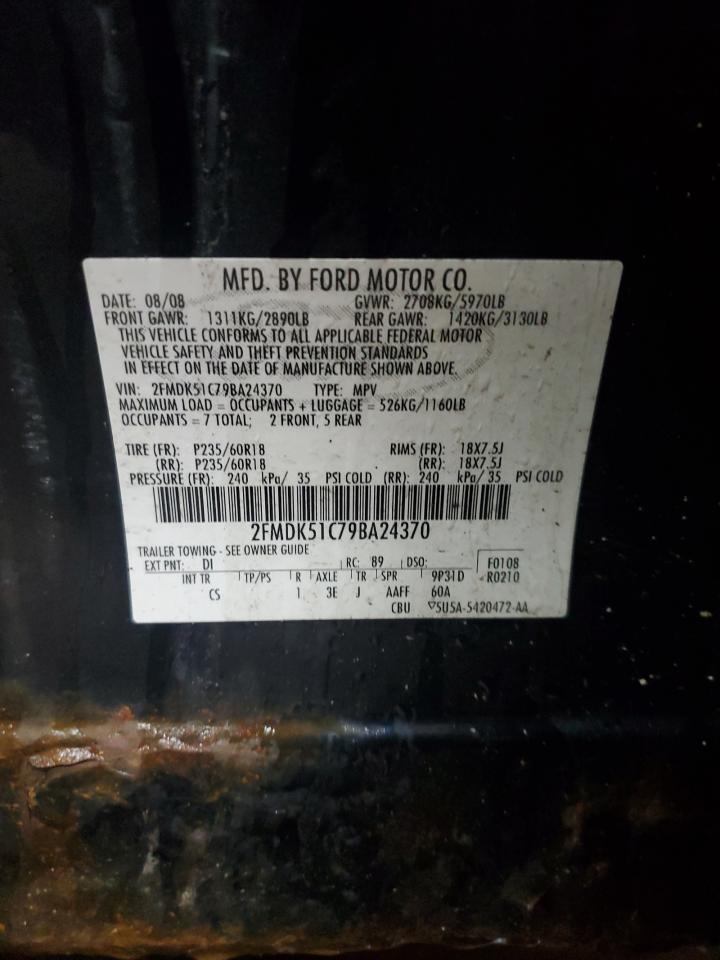 MFD. BY FORD MOTOR CO.
DATE: 08/08 GVWR: 2708KG/5970LB
FRONT GAWR: 1311KG/2890LB REAR GAWR: 1420KG/3130LB
THIS VEHICLE CONFORMS TO ALL APPLICABLE FEDERAL MOTOR
VEHICLE SAFETY AND THEFT PREVENTION STANDARDS
IN EFFECT ON THE DATE OF MANUFACTURE SHOWN ABOVE.
VIN: 2FMDK51C79BA24370 TYPE: MPV
MAXIMUM LOAD = OCCUPANTS + LUGGAGE = 526KG/1160LB
OCCUPANTS = 7 TOTAL; 2 FRONT, 5 REAR
TIRE (FR): P235/60R18 RIMS (FR): 18X7.5J
(RR): P235/60R18 (RR): 18X7.5J
PRESSURE (FR): 240 kPa/ 35 PSI COLD (RR): 240 kPa/ 35 PSI COLD
2FMDK51C79BA24370
TRAILER TOWING - SEE OWNER GUIDE
EXT PNT: DI RC: 89 DSO: F0108
INT TR TP/PS R AXLE TR SPR 9P31D R0210
CS 1 3E J AAFF 60A
CBU ▽5U5A-5420472-AA